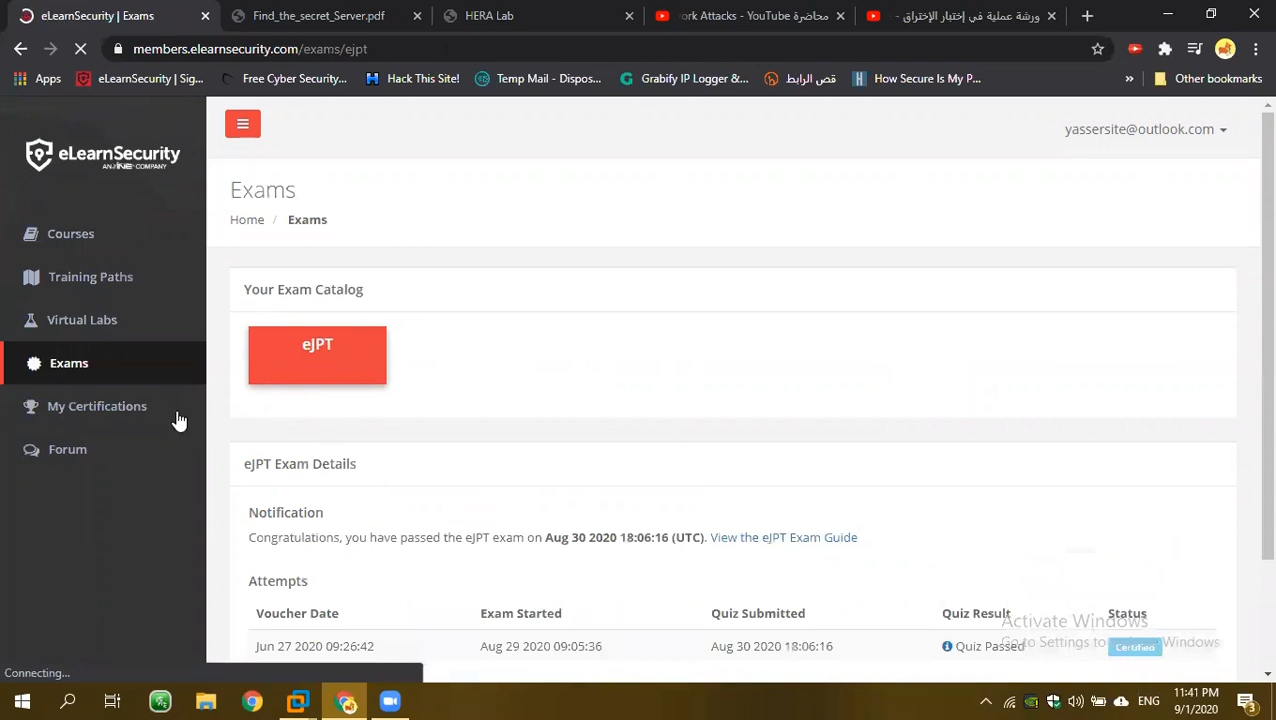 eLearnSecurity | Exams
Find_the_secret_Server.pdf
HERA Lab
ork Attacks - YouTube محاضرة
ورشة عملية في إختبار الإختراق -
members.elearnsecurity.com/exams/ejpt
Apps
eLearnSecurity | Sig...
Free Cyber Security...
Hack This Site!
Temp Mail - Dispos...
Grabify IP Logger &...
قص الرابط
How Secure Is My P...
Other bookmarks
eLearnSecurity
AN INE COMPANY
yassersite@outlook.com
Exams
Home / Exams
Courses
Training Paths
Virtual Labs
Exams
My Certifications
Forum
Your Exam Catalog
eJPT
eJPT Exam Details
Notification
Congratulations, you have passed the eJPT exam on Aug 30 2020 18:06:16 (UTC). View the eJPT Exam Guide
Attempts
Voucher Date Exam Started Quiz Submitted Quiz Result Status
Jun 27 2020 09:26:42 Aug 29 2020 09:05:36 Aug 30 2020 18:06:16 Quiz Passed Certified
Activate Windows
Go to Settings to activate Windows
Connecting...
ENG
11:41 PM
9/1/2020
3